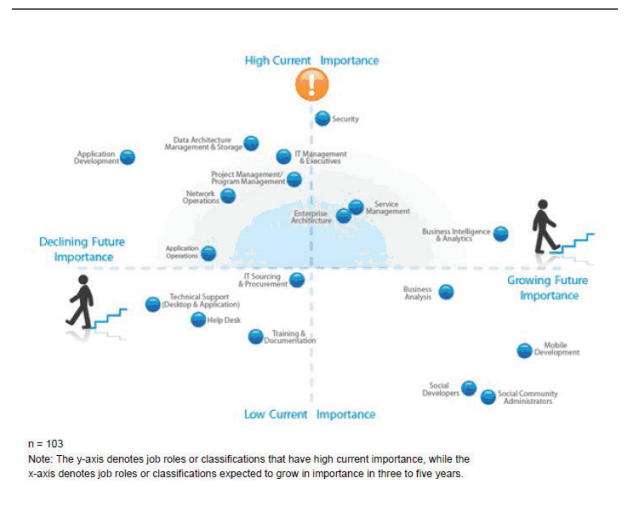 High Current Importance
Security
Data Architecture
Management & Storage
Application
Development
IT Management
& Executives
Project Management/
Program Management
Network
Operations
Service
Management
Enterprise
Architecture
Business Intelligence
& Analytics
Declining Future
Importance
Application
Operations
IT Sourcing
& Procurement
Growing Future
Importance
Business
Analysis
Technical Support
(Desktop & Application)
Help Desk
Training &
Documentation
Mobile
Development
Social
Developers
Social Community
Administrators
Low Current Importance
n = 103
Note: The y-axis denotes job roles or classifications that have high current importance, while the
x-axis denotes job roles or classifications expected to grow in importance in three to five years.